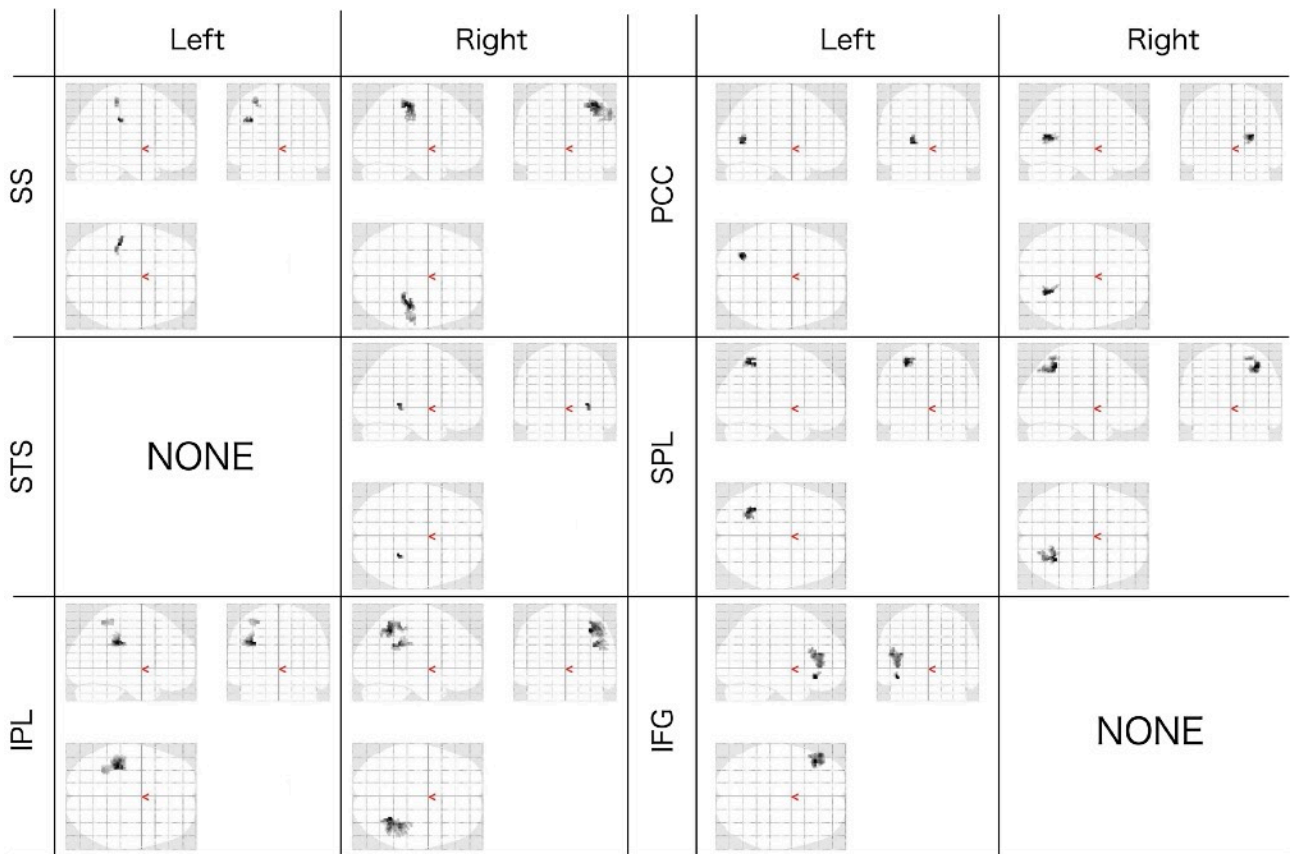 Left Right Left Right
SS PCC
STS NONE SPL
IPL IFG NONE